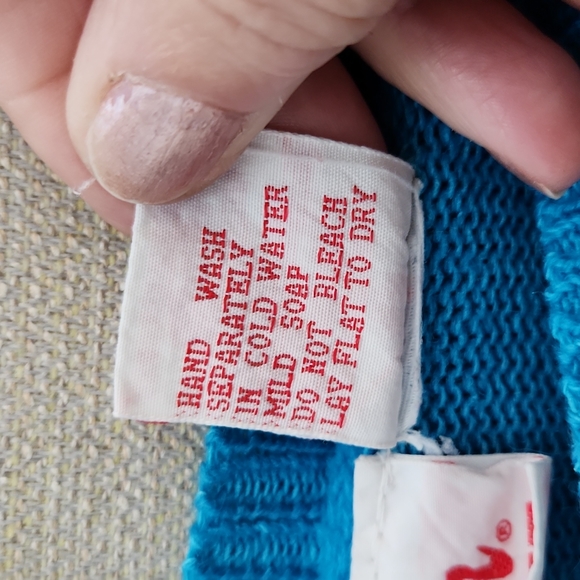 HAND WASH
SEPARATELY
IN COLD WATER
MILD SOAP
DO NOT BLEACH
LAY FLAT TO DRY
®